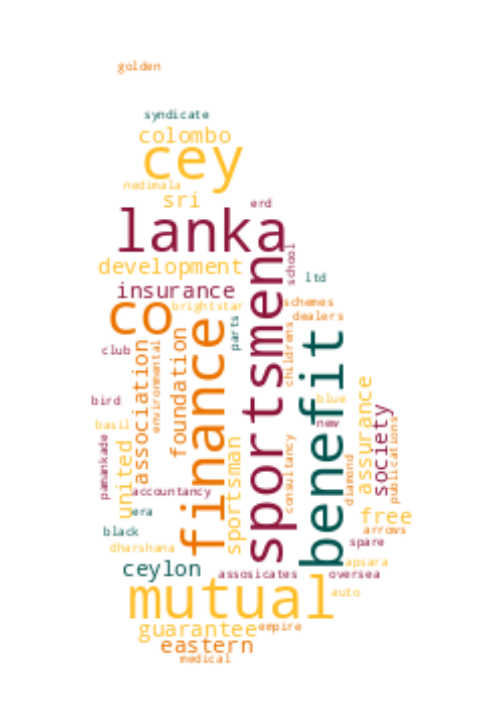 golden
syndicate
colombo
cey
nedimala
sri
erd
lanka
school
development
ltd
insurance
brightstar
schemes
co
dealers
parts
sportsmen
finance
benefit
childrens
club
association
environmental
foundation
bird
blue
assurance
society
publications
basil
united
new
pamankade
sportsman
consultancy
diamond
accountancy
era
free
arrows
black
spare
dharshana
apsara
ceylon
assosicates
oversea
mutual
auto
guarantee
empire
eastern
medical